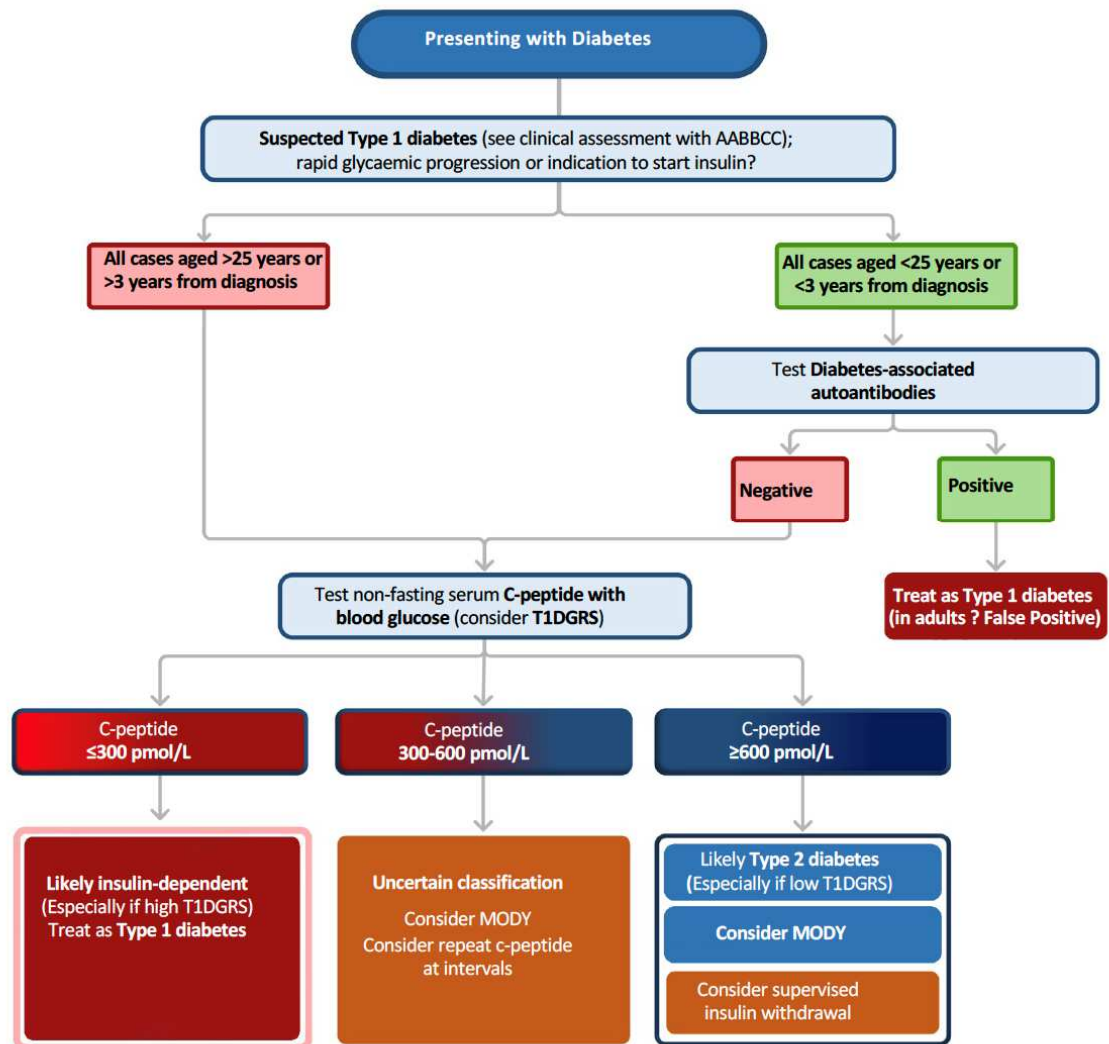 Presenting with Diabetes
Suspected Type 1 diabetes (see clinical assessment with AABBCC);
rapid glycaemic progression or indication to start insulin?
All cases aged >25 years or
>3 years from diagnosis
All cases aged <25 years or
<3 years from diagnosis
Test Diabetes-associated
autoantibodies
Negative
Positive
Test non-fasting serum C-peptide with
blood glucose (consider T1DGRS)
Treat as Type 1 diabetes
(in adults ? False Positive)
C-peptide
≤300 pmol/L
C-peptide
300-600 pmol/L
C-peptide
≥600 pmol/L
Likely insulin-dependent
(Especially if high T1DGRS)
Treat as Type 1 diabetes
Uncertain classification
Consider MODY
Consider repeat c-peptide
at intervals
Likely Type 2 diabetes
(Especially if low T1DGRS)
Consider MODY
Consider supervised
insulin withdrawal